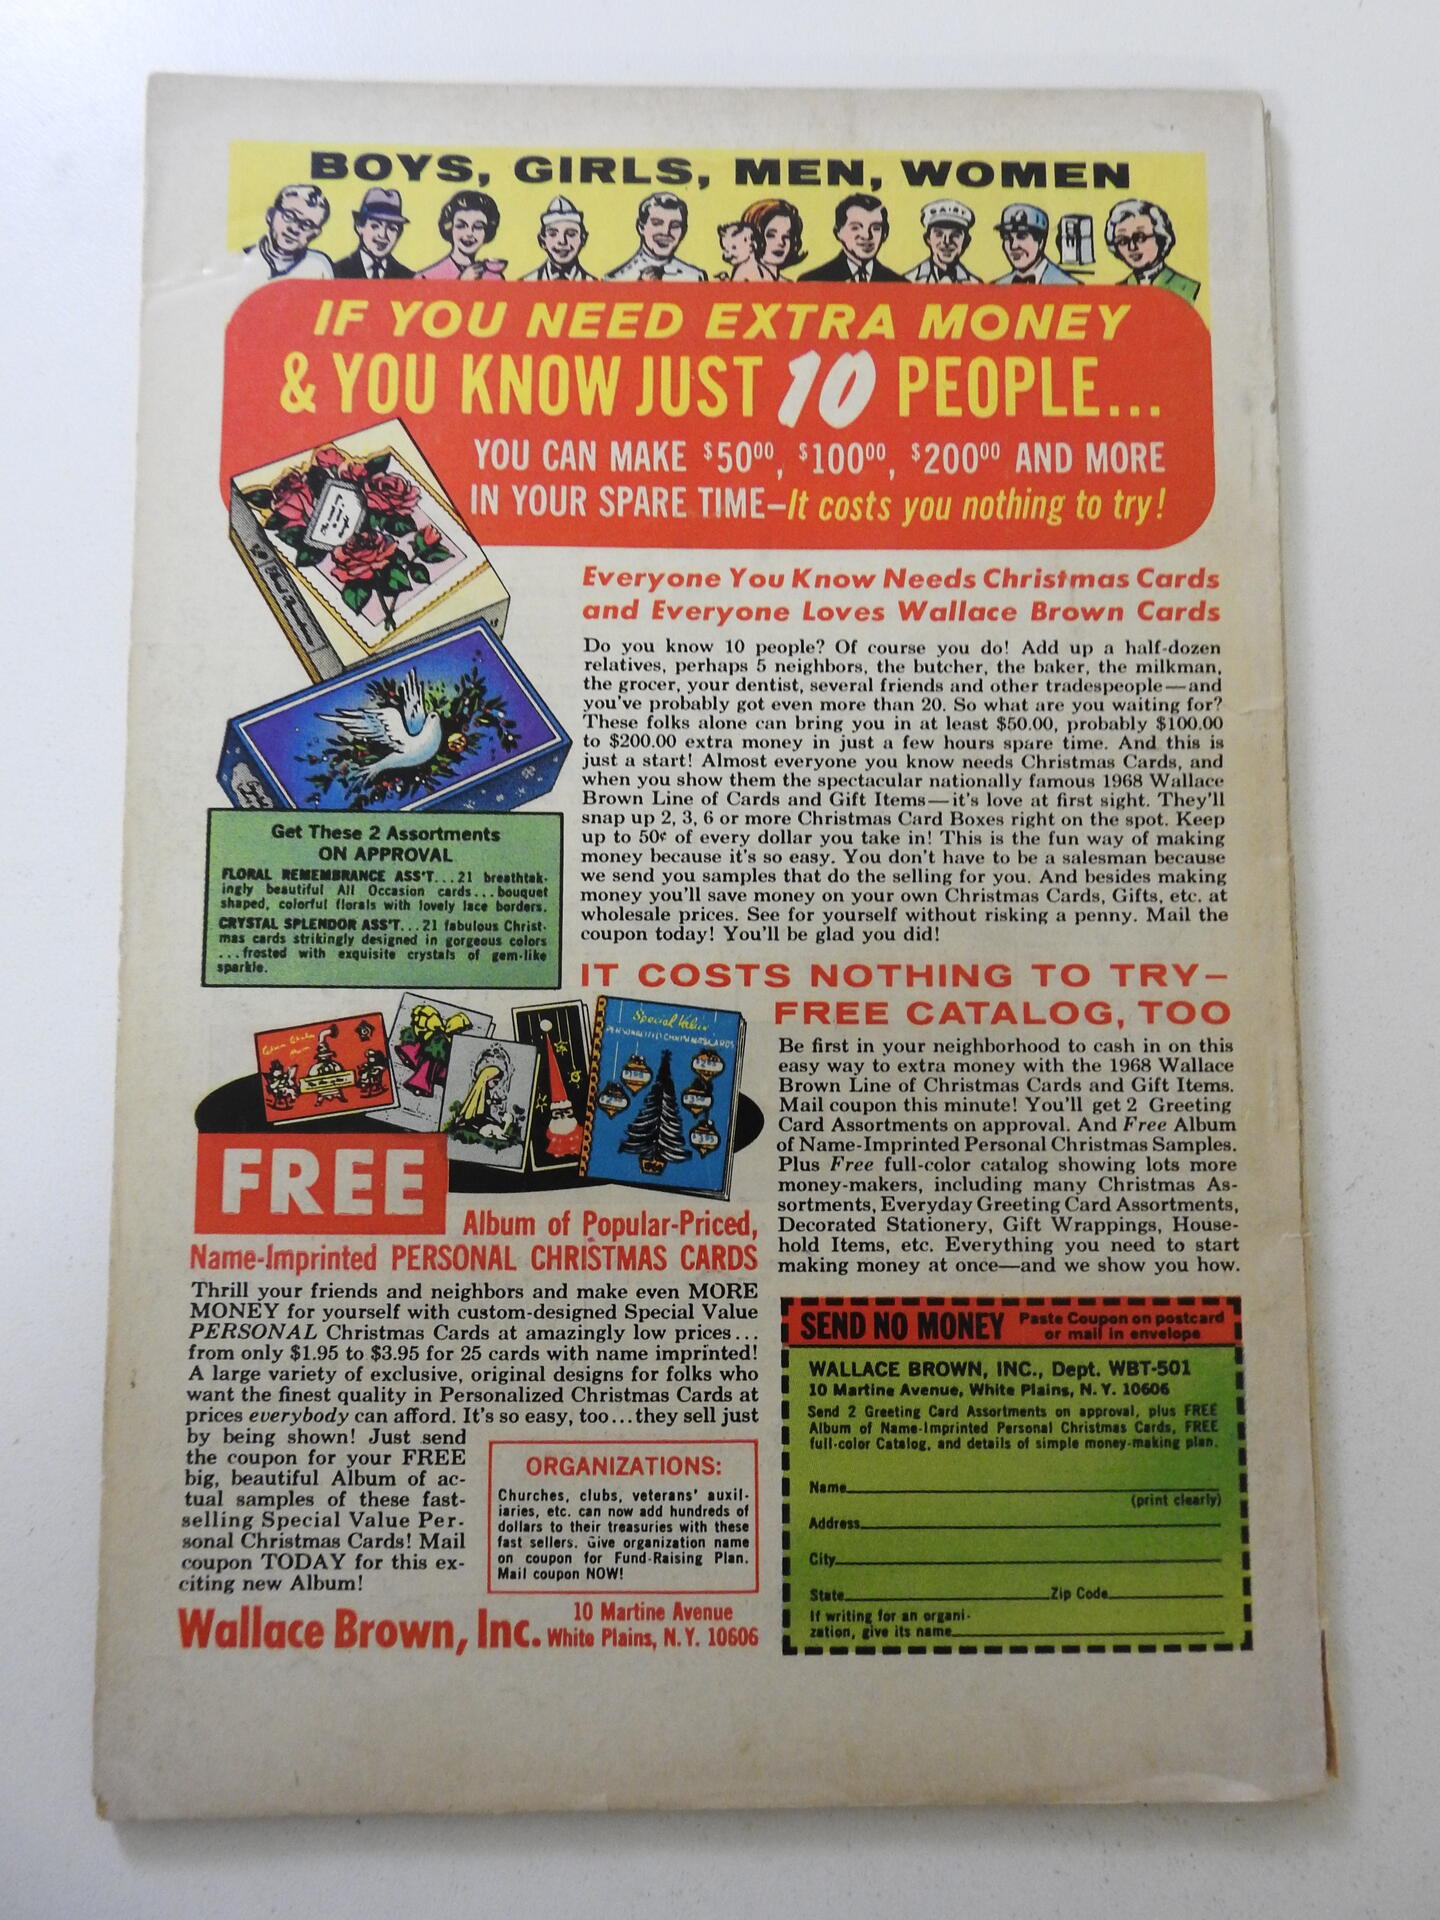 BOYS, GIRLS, MEN, WOMEN
DAIRY
IF YOU NEED EXTRA MONEY
& YOU KNOW JUST 10 PEOPLE...
YOU CAN MAKE $50⁰⁰, $100⁰⁰, $200⁰⁰ AND MORE
IN YOUR SPARE TIME—It costs you nothing to try!
Everyone You Know Needs Christmas Cards
and Everyone Loves Wallace Brown Cards
Do you know 10 people? Of course you do! Add up a half-dozen
relatives, perhaps 5 neighbors, the butcher, the baker, the milkman,
the grocer, your dentist, several friends and other tradespeople—and
you've probably got even more than 20. So what are you waiting for?
These folks alone can bring you in at least $50.00, probably $100.00
to $200.00 extra money in just a few hours spare time. And this is
just a start! Almost everyone you know needs Christmas Cards, and
when you show them the spectacular nationally famous 1968 Wallace
Brown Line of Cards and Gift Items—it's love at first sight. They'll
snap up 2, 3, 6 or more Christmas Card Boxes right on the spot. Keep
up to 50¢ of every dollar you take in! This is the fun way of making
money because it's so easy. You don't have to be a salesman because
we send you samples that do the selling for you. And besides making
money you'll save money on your own Christmas Cards, Gifts, etc. at
wholesale prices. See for yourself without risking a penny. Mail the
coupon today! You'll be glad you did!
Get These 2 Assortments
ON APPROVAL
FLORAL REMEMBRANCE ASS'T...21 breathtak-
ingly beautiful All Occasion cards...bouquet
shaped, colorful florals with lovely lace borders.
CRYSTAL SPLENDOR ASS'T...21 fabulous Christ-
mas cards strikingly designed in gorgeous colors
...frosted with exquisite crystals of gem-like
sparkle.
IT COSTS NOTHING TO TRY—
FREE CATALOG, TOO
Be first in your neighborhood to cash in on this
easy way to extra money with the 1968 Wallace
Brown Line of Christmas Cards and Gift Items.
Mail coupon this minute! You'll get 2 Greeting
Card Assortments on approval. And Free Album
of Name-Imprinted Personal Christmas Samples.
Plus Free full-color catalog showing lots more
money-makers, including many Christmas As-
sortments, Everyday Greeting Card Assortments,
Decorated Stationery, Gift Wrappings, House-
hold Items, etc. Everything you need to start
making money at once—and we show you how.
Special Value
PERSONALIZED CHRISTMAS CARDS
FREE
Album of Popular-Priced,
Name-Imprinted PERSONAL CHRISTMAS CARDS
Thrill your friends and neighbors and make even MORE
MONEY for yourself with custom-designed Special Value
PERSONAL Christmas Cards at amazingly low prices...
from only $1.95 to $3.95 for 25 cards with name imprinted!
A large variety of exclusive, original designs for folks who
want the finest quality in Personalized Christmas Cards at
prices everybody can afford. It's so easy, too...they sell just
by being shown! Just send
the coupon for your FREE
big, beautiful Album of ac-
tual samples of these fast-
selling Special Value Per-
sonal Christmas Cards! Mail
coupon TODAY for this ex-
citing new Album!
ORGANIZATIONS:
Churches, clubs, veterans' auxil-
iaries, etc. can now add hundreds of
dollars to their treasuries with these
fast sellers. Give organization name
on coupon for Fund-Raising Plan.
Mail coupon NOW!
Wallace Brown, Inc. 10 Martine Avenue
White Plains, N.Y. 10606
SEND NO MONEY Paste Coupon on postcard
or mail in envelope
WALLACE BROWN, INC., Dept. WBT-501
10 Martine Avenue, White Plains, N. Y. 10606
Send 2 Greeting Card Assortments on approval, plus FREE
Album of Name-Imprinted Personal Christmas Cards, FREE
full-color Catalog, and details of simple money-making plan.
Name
(print clearly)
Address
City
State Zip Code
If writing for an organi-
zation, give its name